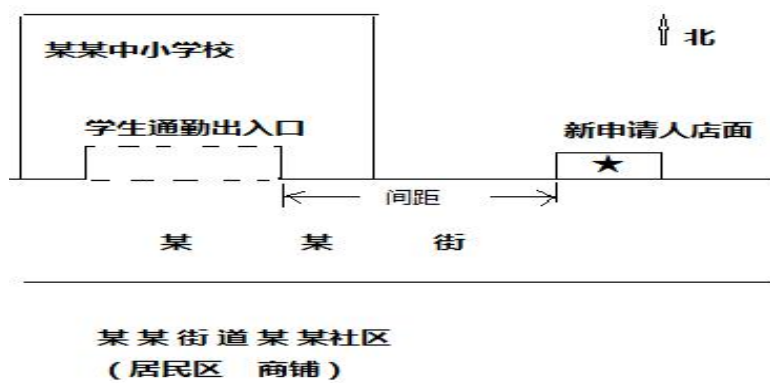 某某中小学校
北
学生通勤出入口
新申请人店面
间距
某 某 街
某某街道某某社区
（居民区 商铺）